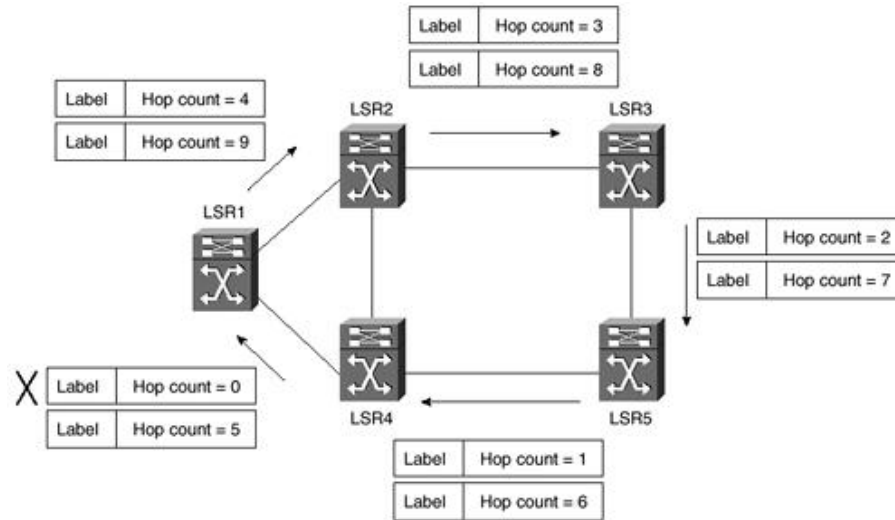 Label Hop count = 3
Label Hop count = 8
Label Hop count = 4
Label Hop count = 9
LSR2
LSR3
LSR1
Label Hop count = 2
Label Hop count = 7
X Label Hop count = 0
Label Hop count = 5
LSR4
LSR5
Label Hop count = 1
Label Hop count = 6